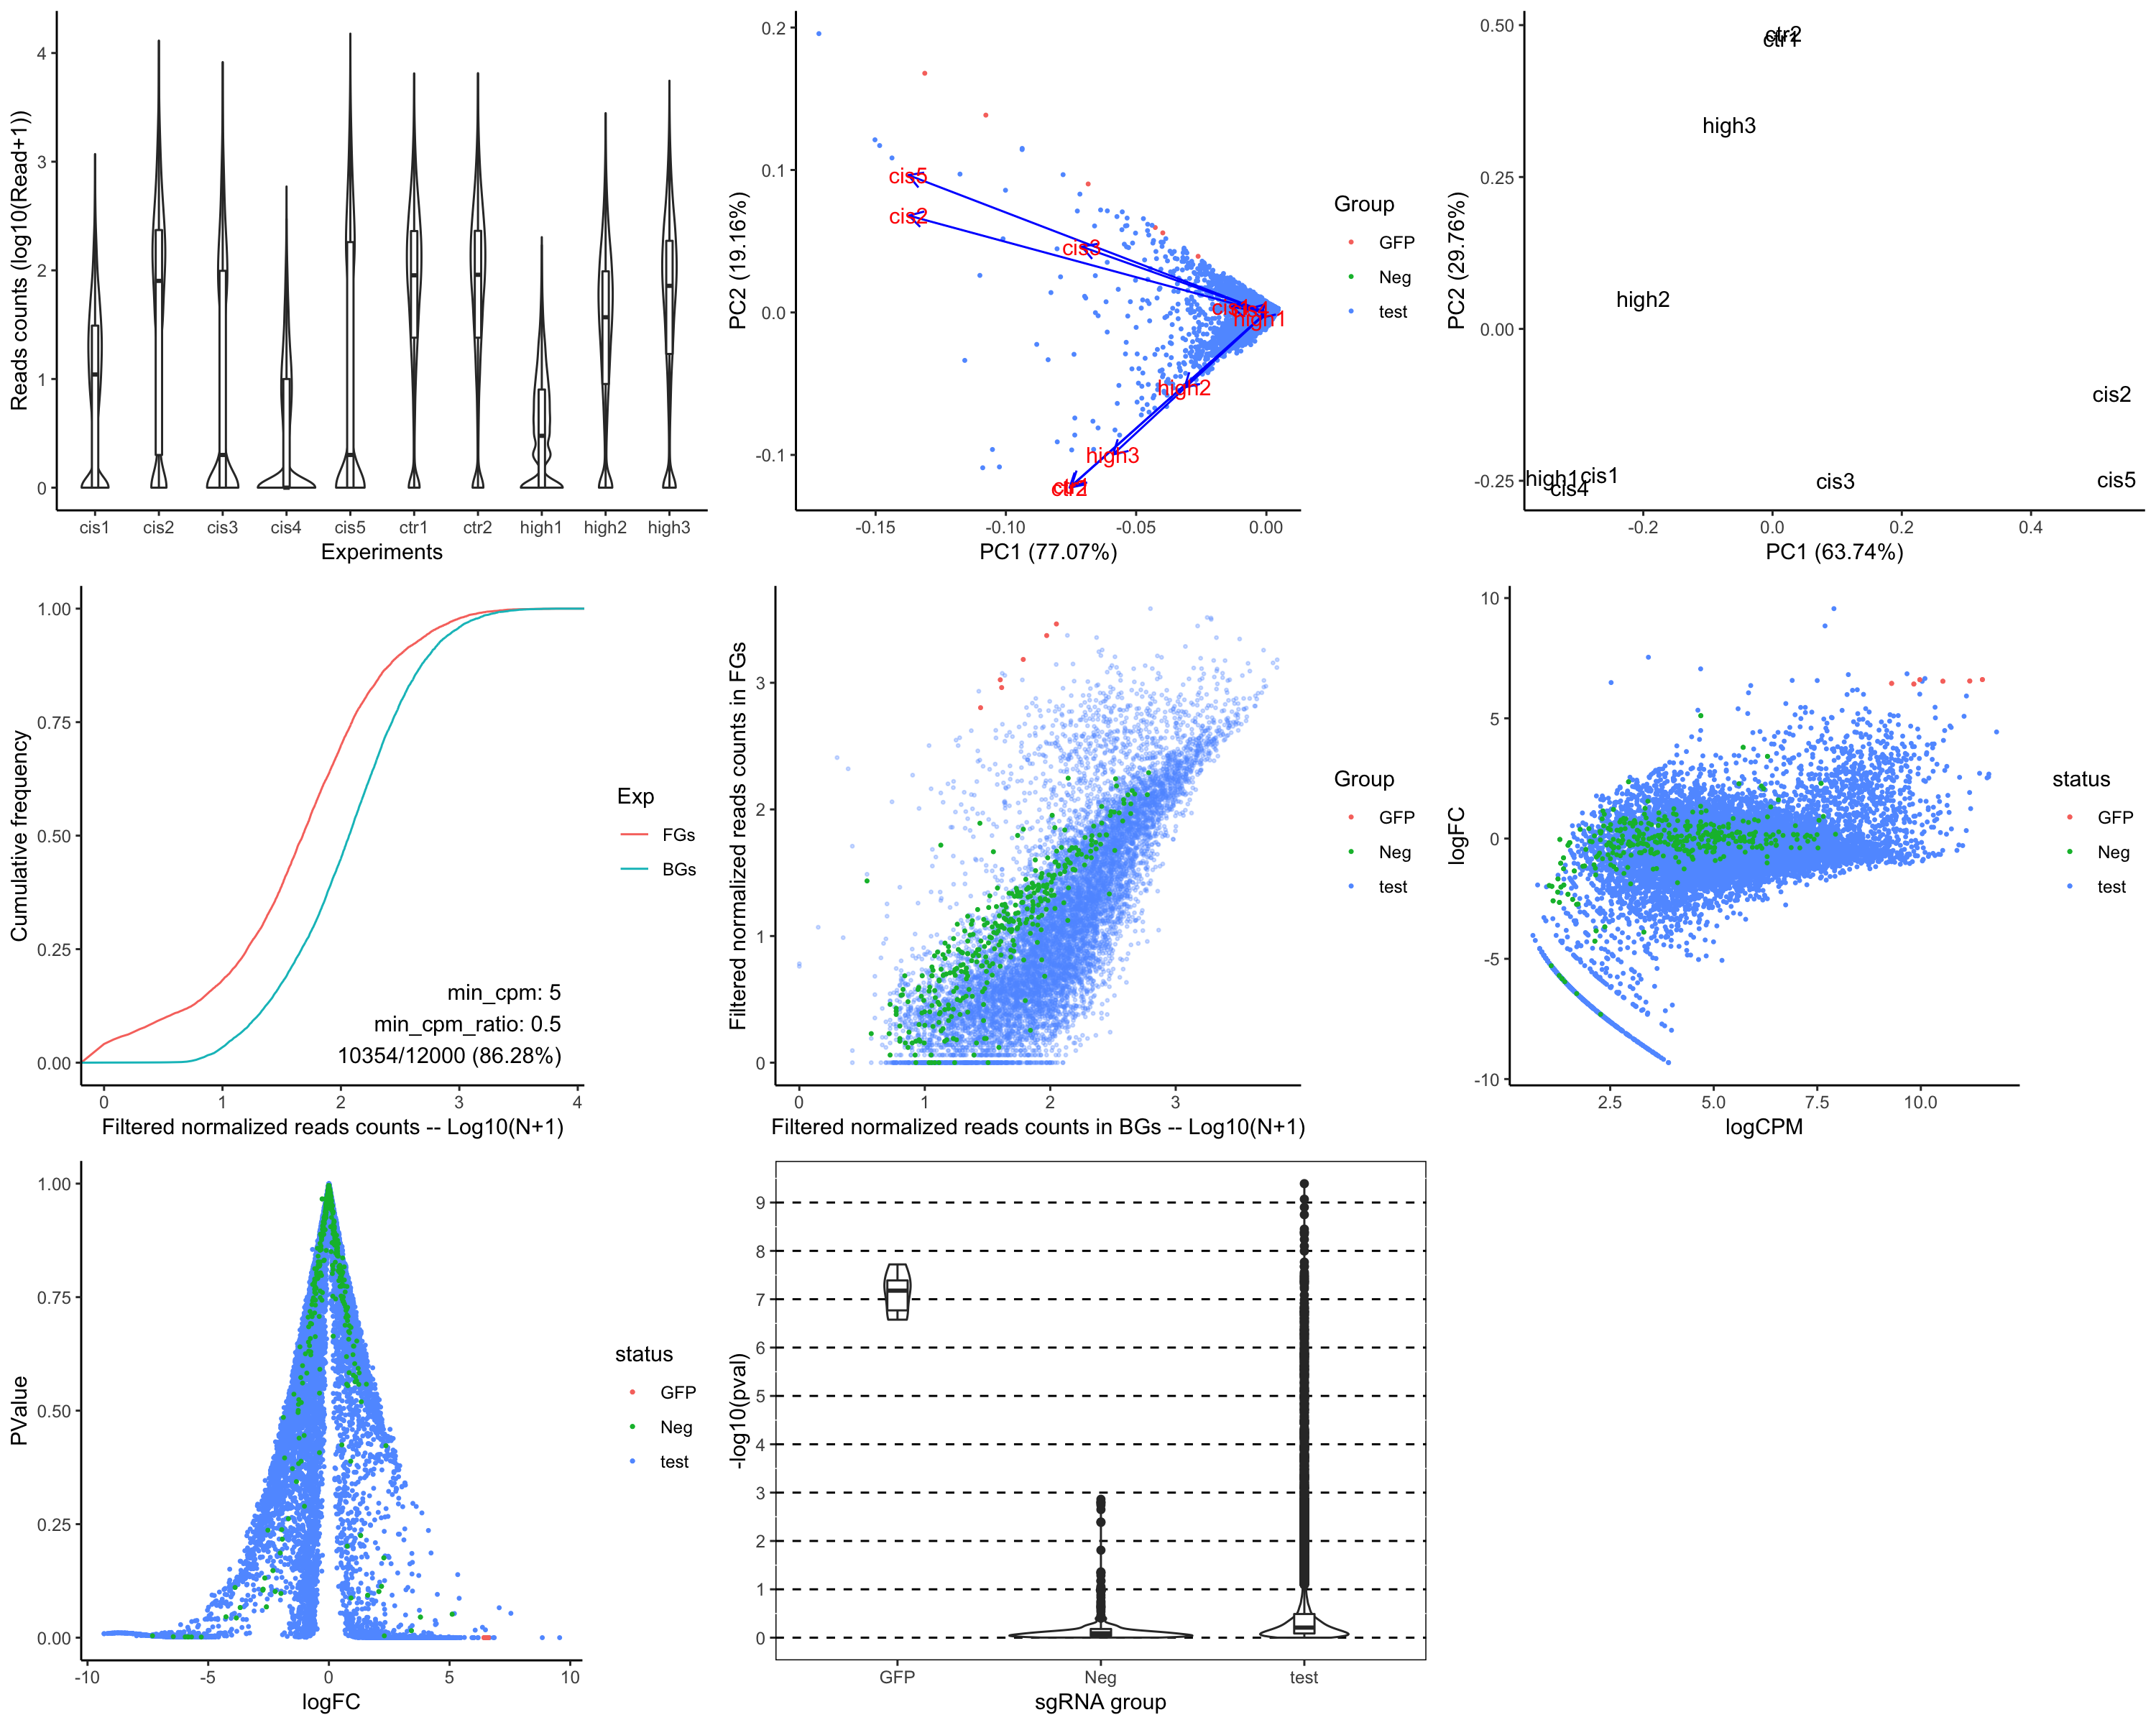 Reads counts (log10(Read+1))
4
3
2
1
0
cis1 cis2 cis3 cis4 cis5 ctr1 ctr2 high1 high2 high3
Experiments
PC2 (19.16%)
0.2
0.1
0.0
-0.1
cis5
cis2
cis3
cis1
high1
high2
high3
ctr2
-0.15 -0.10 -0.05 0.00
PC1 (77.07%)
Group
GFP
Neg
test
PC2 (29.76%)
0.50
0.25
0.00
-0.25
ctr2
ctr1
high3
high2
cis2
high1 cis1
cis4
cis3
cis5
-0.2 0.0 0.2 0.4
PC1 (63.74%)
Cumulative frequency
1.00
0.75
0.50
0.25
0.00
min_cpm: 5
min_cpm_ratio: 0.5
10354/12000 (86.28%)
0 1 2 3 4
Filtered normalized reads counts -- Log10(N+1)
Exp
FGs
BGs
Filtered normalized reads counts in FGs
3
2
1
0
0 1 2 3
Filtered normalized reads counts in BGs -- Log10(N+1)
Group
GFP
Neg
test
logFC
10
5
0
-5
-10
2.5 5.0 7.5 10.0
logCPM
status
GFP
Neg
test
PValue
1.00
0.75
0.50
0.25
0.00
-10 -5 0 5 10
logFC
status
GFP
Neg
test
-log10(pval)
9
8
7
6
5
4
3
2
1
0
GFP Neg test
sgRNA group